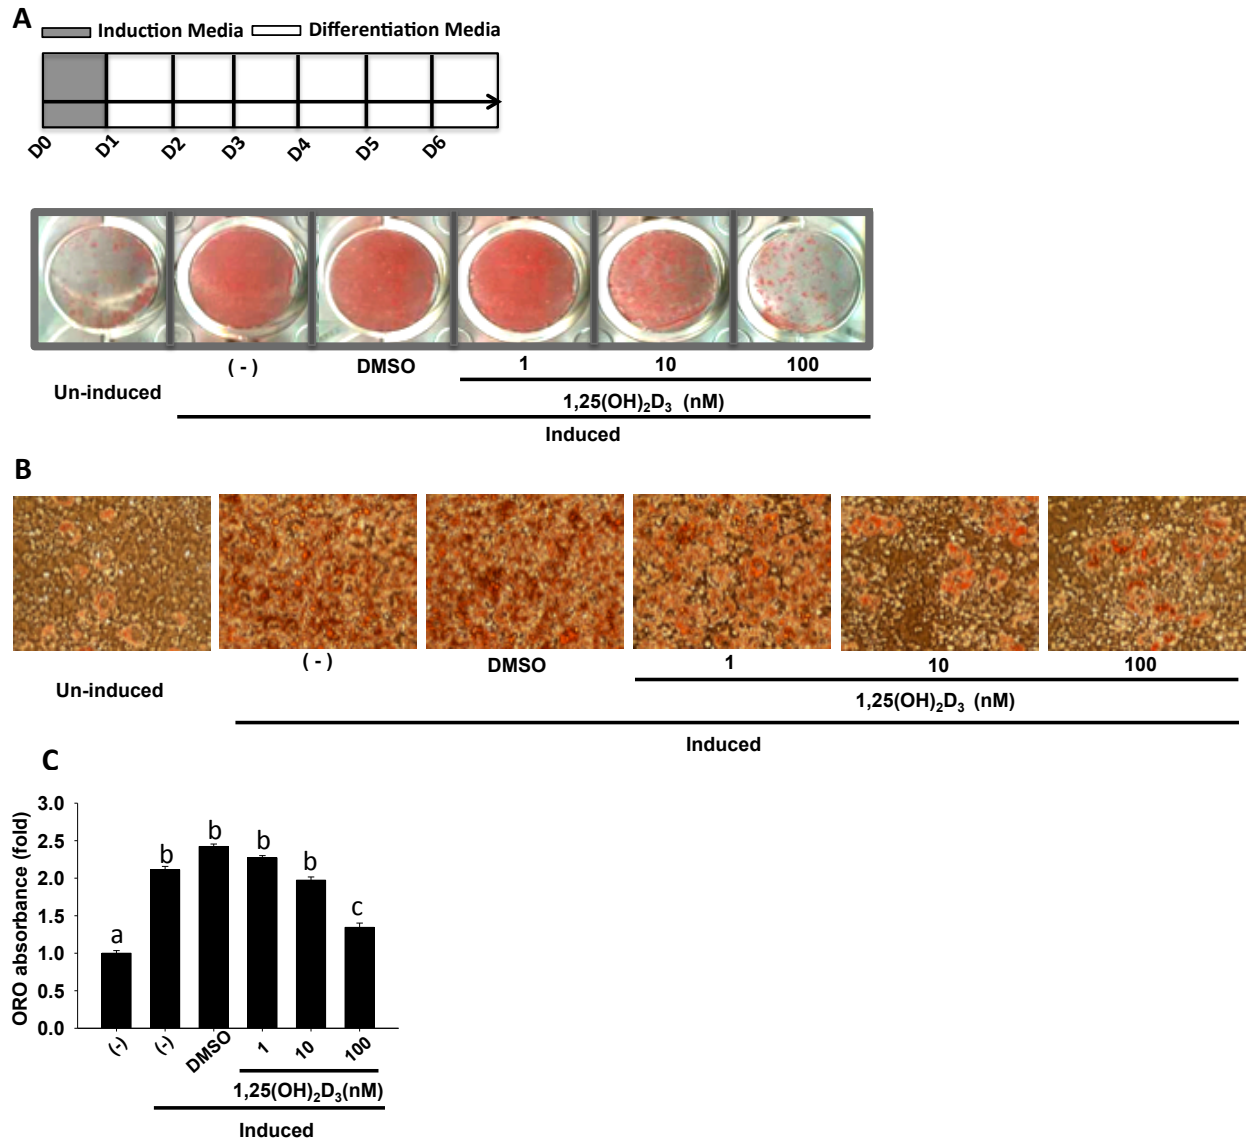 A
Induction Media Differentiation Media
D0 D1 D2 D3 D4 D5 D6
(-) DMSO 1 10 100
Un-induced
1,25(OH)₂D₃ (nM)
Induced
B
(-) DMSO 1 10 100
Un-induced
1,25(OH)₂D₃ (nM)
Induced
C
ORO absorbance (fold)
3.0
2.5
2.0
1.5
1.0
0.5
0.0
a b b b b c
(-) (-) DMSO 1 10 100
1,25(OH)₂D₃(nM)
Induced